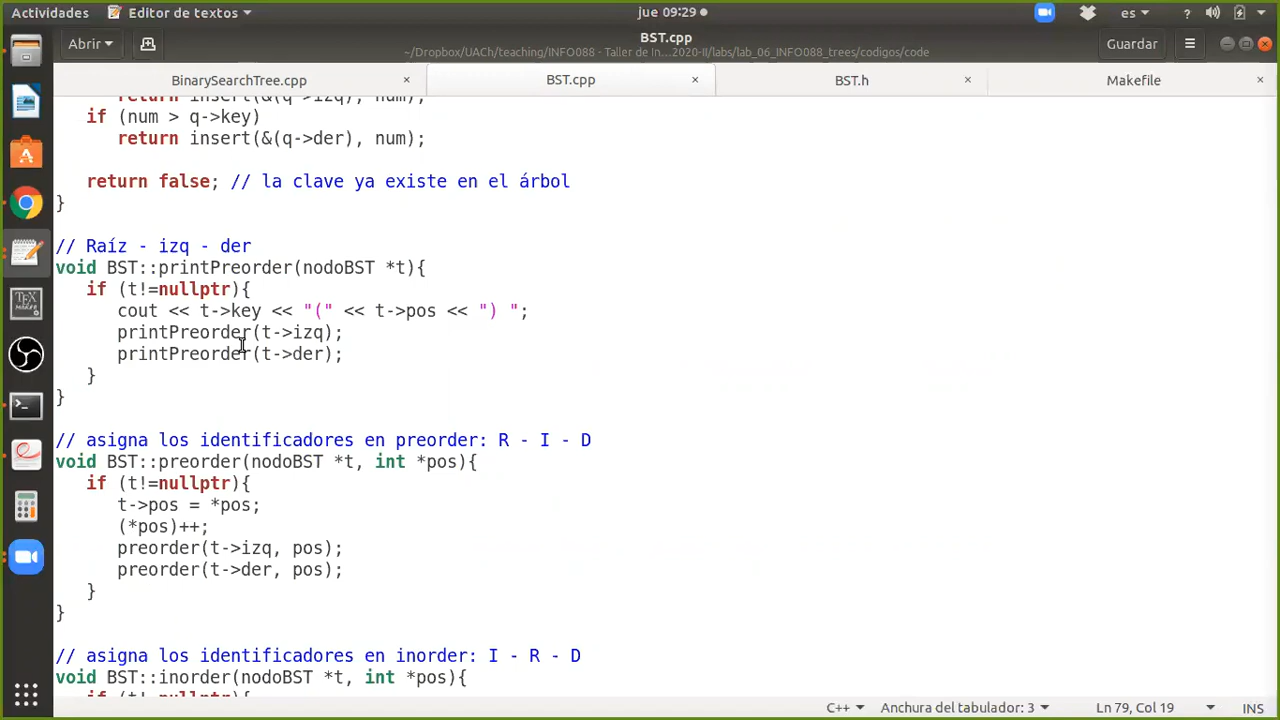 Actividades
Editor de textos
jue 09:29
es
Abrir
BST.cpp
~/Dropbox/UACh/teaching/INFO088 - Taller de In…2020-II/labs/lab_06_INFO088_trees/codigos/code
Guardar
BinarySearchTree.cpp
BST.cpp
BST.h
Makefile
return insert(&(q->izq), num);
if (num > q->key)
return insert(&(q->der), num);
return false; // la clave ya existe en el árbol
}
// Raíz - izq - der
void BST::printPreorder(nodoBST *t){
if (t!=nullptr){
cout << t->key << "(" << t->pos << ") ";
printPreorder(t->izq);
printPreorder(t->der);
}
}
// asigna los identificadores en preorder: R - I - D
void BST::preorder(nodoBST *t, int *pos){
if (t!=nullptr){
t->pos = *pos;
(*pos)++;
preorder(t->izq, pos);
preorder(t->der, pos);
}
}
// asigna los identificadores en inorder: I - R - D
void BST::inorder(nodoBST *t, int *pos){
if (t!=nullptr){
C++
Anchura del tabulador: 3
Ln 79, Col 19
INS